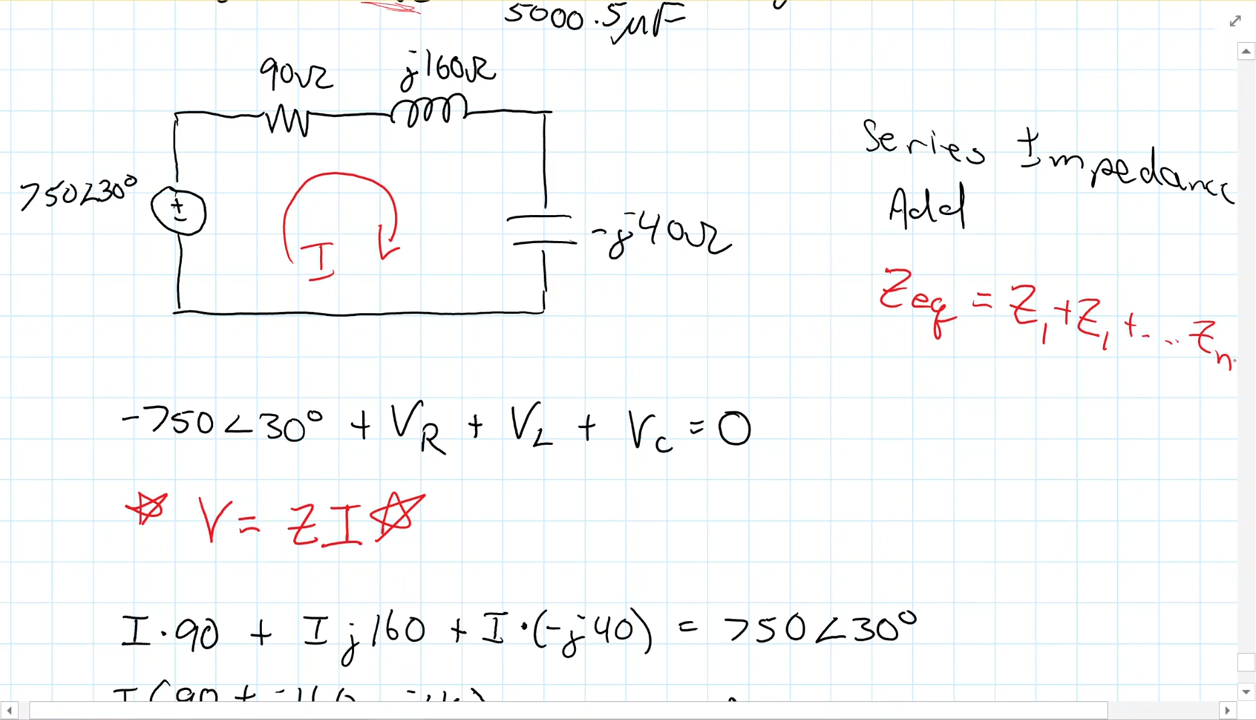 5000 .5μF
90Ω
j160Ω
750∠30°
±
I
-j40Ω
Series Impedance
Add
Zeq = Z1 + Z1 + ... Zn
-750∠30° + VR + VL + VC = 0
☆ V = ZI ☆
I·90 + I j160 + I·(-j40) = 750∠30°